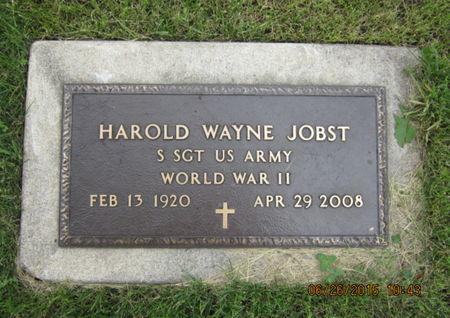 HAROLD WAYNE JOBST
S SGT US ARMY
WORLD WAR II
FEB 13 1920 APR 29 2008
06/26/2015 10:43